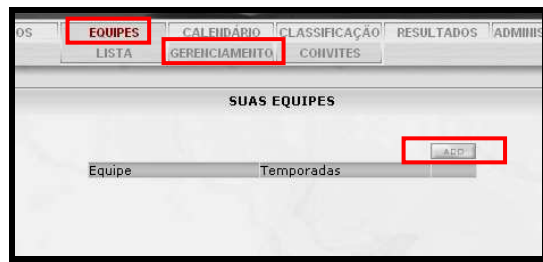 OS EQUIPES CALENDÁRIO CLASSIFICAÇÃO RESULTADOS ADMINIS
LISTA GERENCIAMENTO CONVITES
SUAS EQUIPES
ADD
Equipe Temporadas